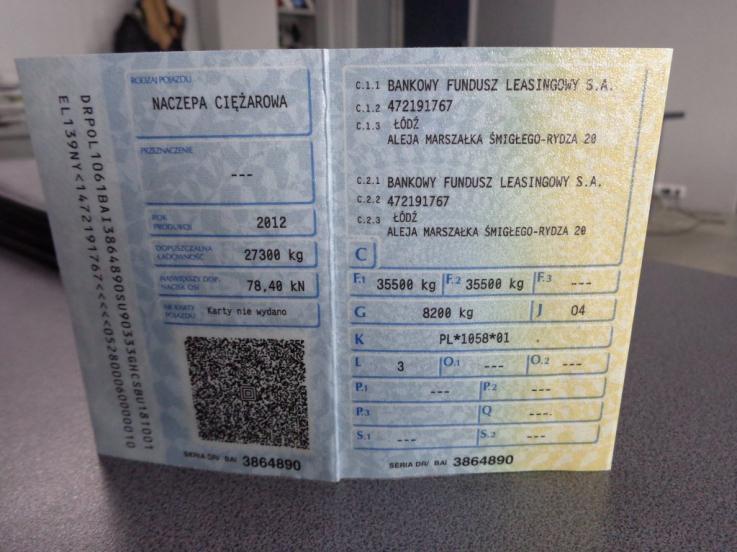 DRPOL1061BAI3864890SU90333GHCSBU181001
EL139NY<1472191767<<<<<0528000060000010
RODZAJ POJAZDU
NACZEPA CIĘŻAROWA
PRZEZNACZENIE
---
ROK PRODUKCJI 2012
DOPUSZCZALNA ŁADOWNOŚĆ 27300 kg
NAJWIĘKSZY DOP. NACISK OSI 78,40 kN
NR KARTY POJAZDU Karty nie wydano
SERIA DR/ BAI 3864890
C.1.1 BANKOWY FUNDUSZ LEASINGOWY S.A.
C.1.2 472191767
C.1.3 ŁÓDŹ
ALEJA MARSZAŁKA ŚMIGŁEGO-RYDZA 20
C.2.1 BANKOWY FUNDUSZ LEASINGOWY S.A.
C.2.2 472191767
C.2.3 ŁÓDŹ
ALEJA MARSZAŁKA ŚMIGŁEGO-RYDZA 20
C
F.1 35500 kg F.2 35500 kg F.3 ---
G 8200 kg J 04
K PL*1058*01
L 3 O.1 --- O.2 ---
P.1 --- P.2 ---
P.3 Q ---
S.1 --- S.2 ---
SERIA DR/ BAI 3864890